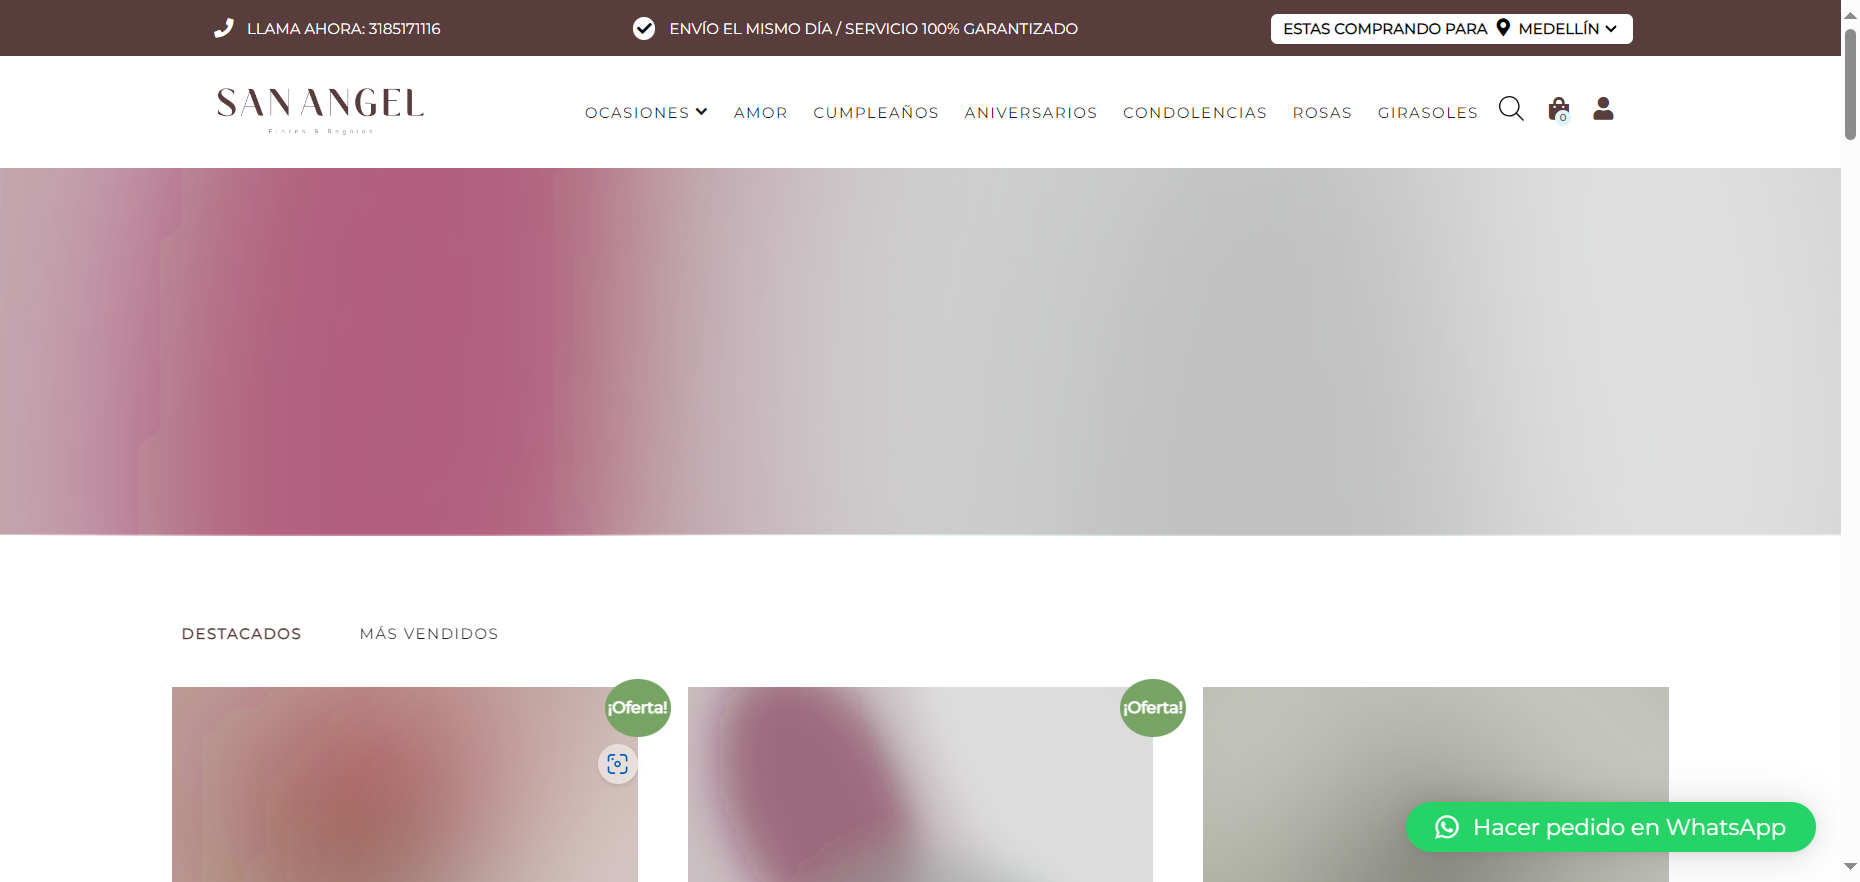 LLAMA AHORA: 3185171116
ENVÍO EL MISMO DÍA / SERVICIO 100% GARANTIZADO
ESTAS COMPRANDO PARA MEDELLÍN
SAN ANGEL
Flores & Regalos
OCASIONES AMOR CUMPLEAÑOS ANIVERSARIOS CONDOLENCIAS ROSAS GIRASOLES
0
DESTACADOS MÁS VENDIDOS
¡Oferta!
¡Oferta!
Hacer pedido en WhatsApp